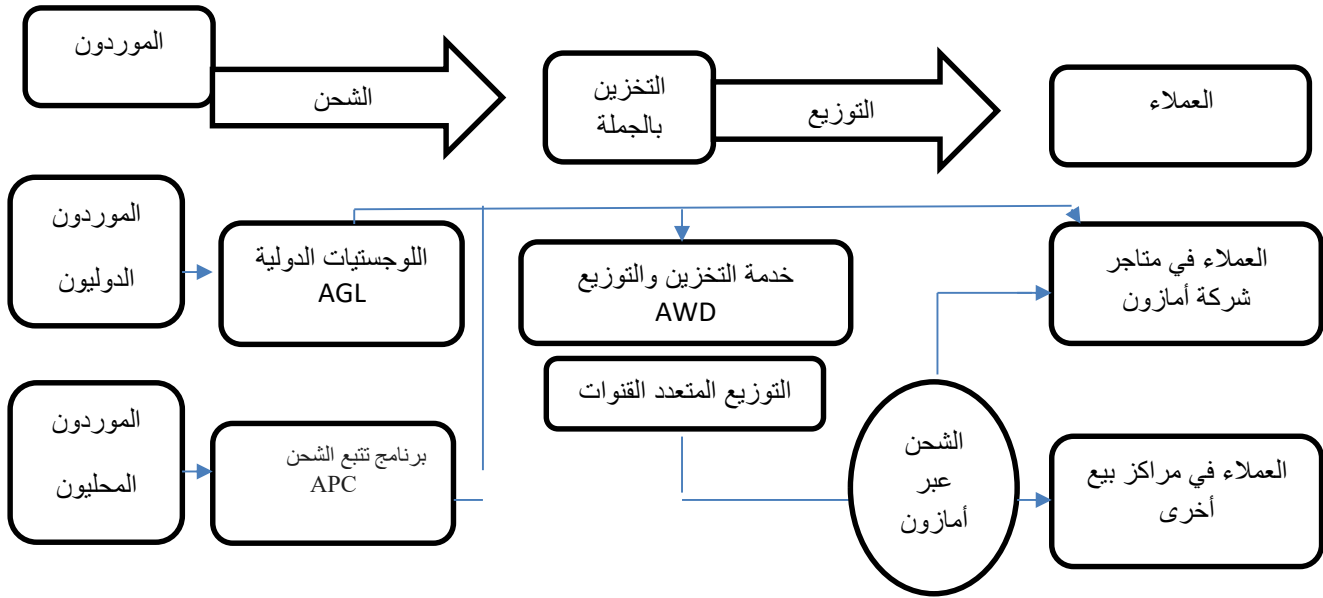 الموردون
الشحن
التخزين
بالجملة
التوزيع
العملاء
الموردون
الدوليون
اللوجستيات الدولية
AGL
خدمة التخزين والتوزيع
AWD
العملاء في متاجر
شركة أمازون
التوزيع المتعدد القنوات
الموردون
المحليون
برنامج تتبع الشحن
APC
الشحن
عبر
أمازون
العملاء في مراكز بيع
أخرى